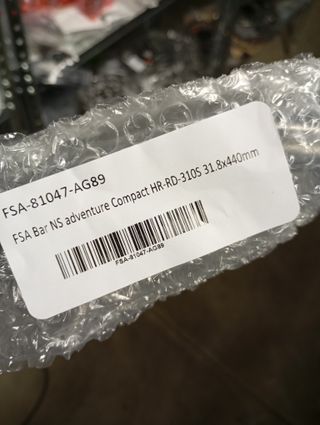 FSA-81047-AG89
FSA Bar NS adventure Compact HR-RD-310S 31.8x440mm
FSA-81047-AG89